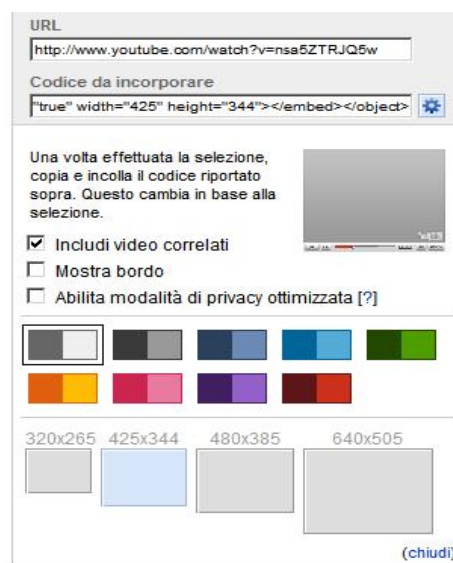 URL
http://www.youtube.com/watch?v=nsa5ZTRJQ5w
Codice da incorporare
"true" width="425" height="344"></embed></object>
Una volta effettuata la selezione,
copia e incolla il codice riportato
sopra. Questo cambia in base alla
selezione.
Includi video correlati
Mostra bordo
Abilita modalità di privacy ottimizzata [?]
320x265 425x344 480x385 640x505
(chiudi)